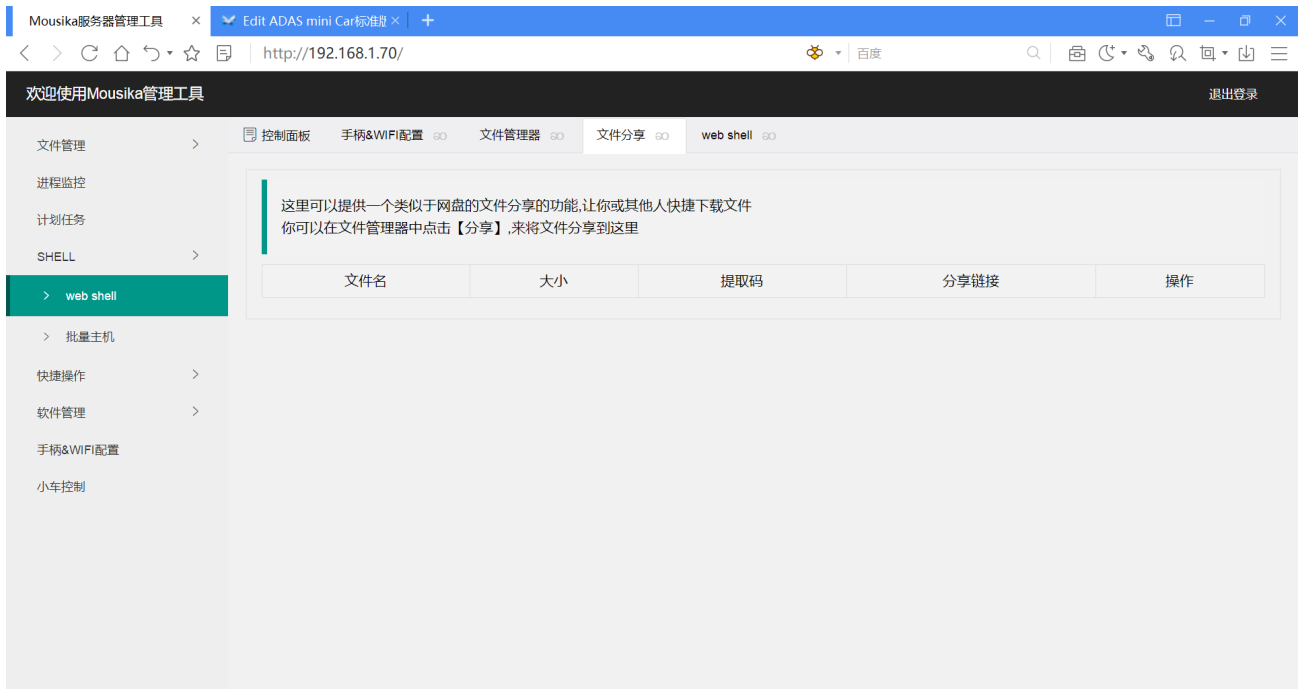 Mousika服务器管理工具
Edit ADAS mini Car标准版
http://192.168.1.70/
百度
欢迎使用Mousika管理工具
退出登录
文件管理
进程监控
计划任务
SHELL
web shell
批量主机
快捷操作
软件管理
手柄&WIFI配置
小车控制
控制面板
手柄&WIFI配置
文件管理器
文件分享
web shell
这里可以提供一个类似于网盘的文件分享的功能,让你或其他人快捷下载文件
你可以在文件管理器中点击【分享】,来将文件分享到这里
文件名 大小 提取码 分享链接 操作